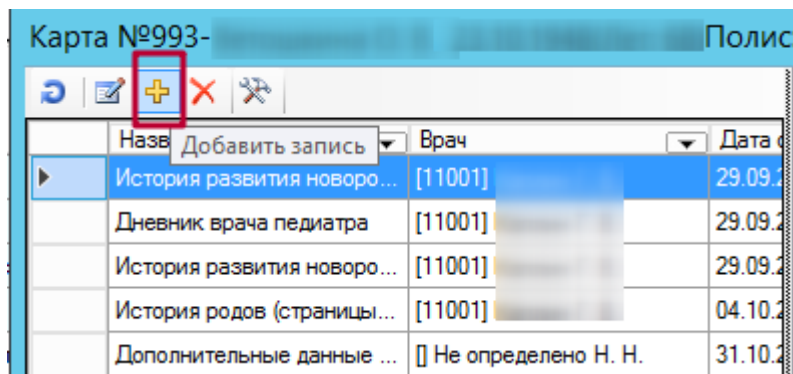 Карта №993-
Полис
Назв
Врач
Дата
Добавить запись
История развития новоро...
[11001]
29.09.2
Дневник врача педиатра
[11001]
29.09.2
История развития новоро...
[11001]
29.09.2
История родов (страницы...
[11001]
04.10.2
Дополнительные данные ...
[] Не определено Н. Н.
31.10.2